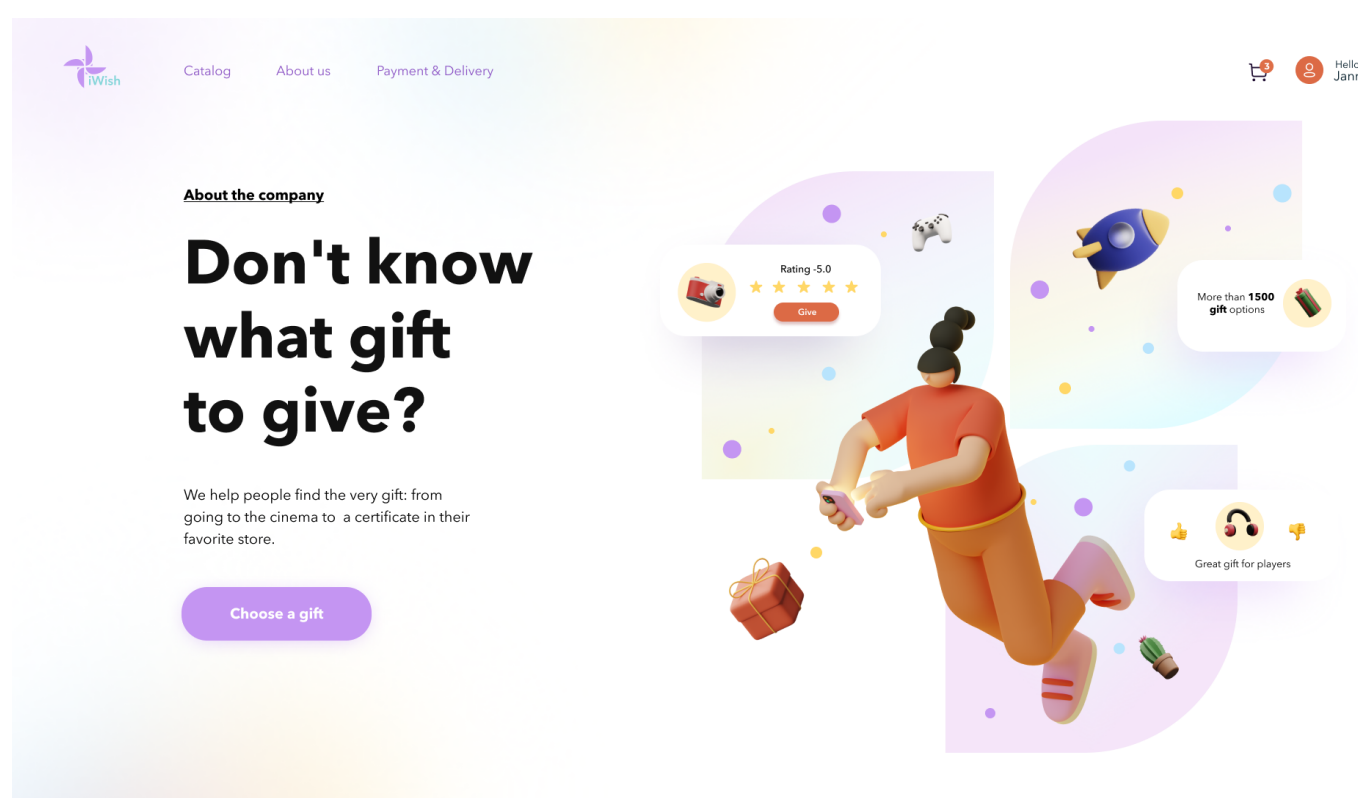 iWish
Catalog
About us
Payment & Delivery
3
Hello
About the company
Don't know
what gift
to give?
We help people find the very gift: from
going to the cinema to a certificate in their
favorite store.
Choose a gift
Rating -5.0
Give
More than 1500
gift options
Great gift for players